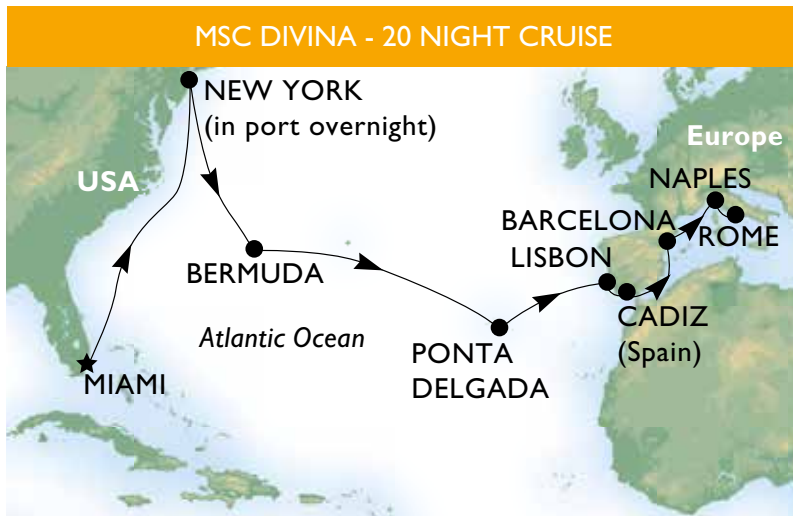 MSC DIVINA - 20 NIGHT CRUISE
NEW YORK
(in port overnight)
Europe
USA
NAPLES
BARCELONA
ROME
LISBON
BERMUDA
CADIZ
(Spain)
Atlantic Ocean
PONTA
DELGADA
MIAMI